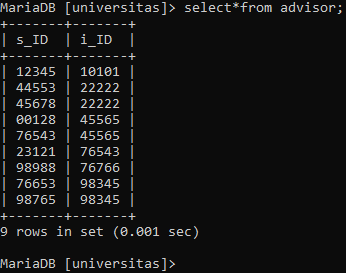 MariaDB [universitas]> select*from advisor;
+-------+-------+
| s_ID  | i_ID  |
+-------+-------+
| 12345 | 10101 |
| 44553 | 22222 |
| 45678 | 22222 |
| 00128 | 45565 |
| 76543 | 45565 |
| 23121 | 76543 |
| 98988 | 76766 |
| 76653 | 98345 |
| 98765 | 98345 |
+-------+-------+
9 rows in set (0.001 sec)
MariaDB [universitas]>